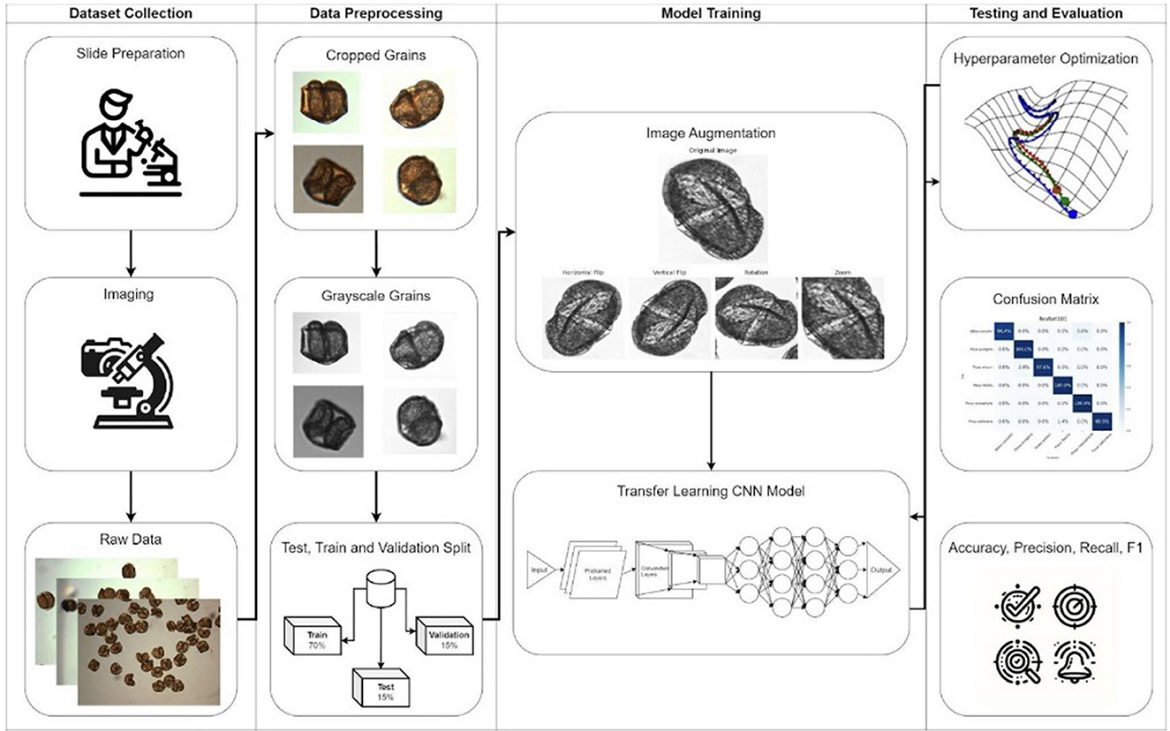 Dataset Collection
Data Preprocessing
Model Training
Testing and Evaluation
Slide Preparation
Imaging
Raw Data
Cropped Grains
Grayscale Grains
Test, Train and Validation Split
Train
70%
Validation
15%
Test
15%
Image Augmentation
Original Image
Horizontal Flip
Vertical Flip
Rotation
Zoom
Transfer Learning CNN Model
Input
Pretrained
Layers
Convolution
Layers
Output
Hyperparameter Optimization
Confusion Matrix
ResNet101
Accuracy, Precision, Recall, F1